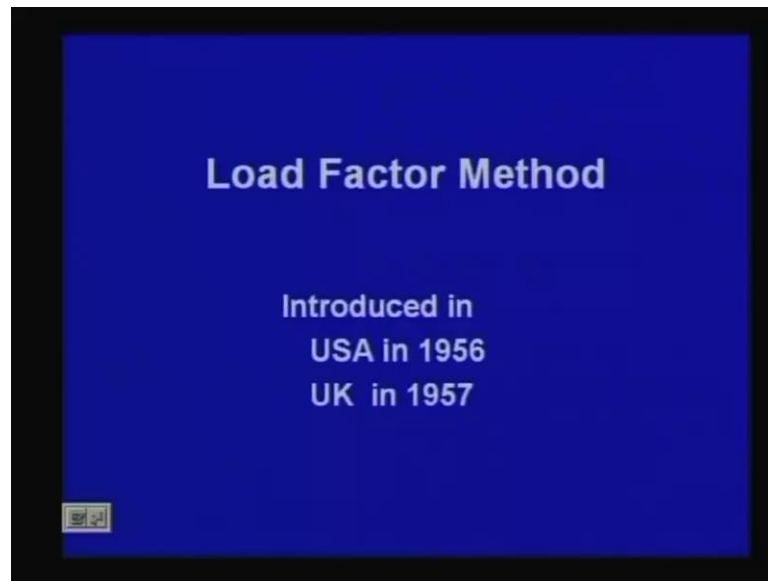 Load Factor Method
Introduced in
USA in 1956
UK in 1957